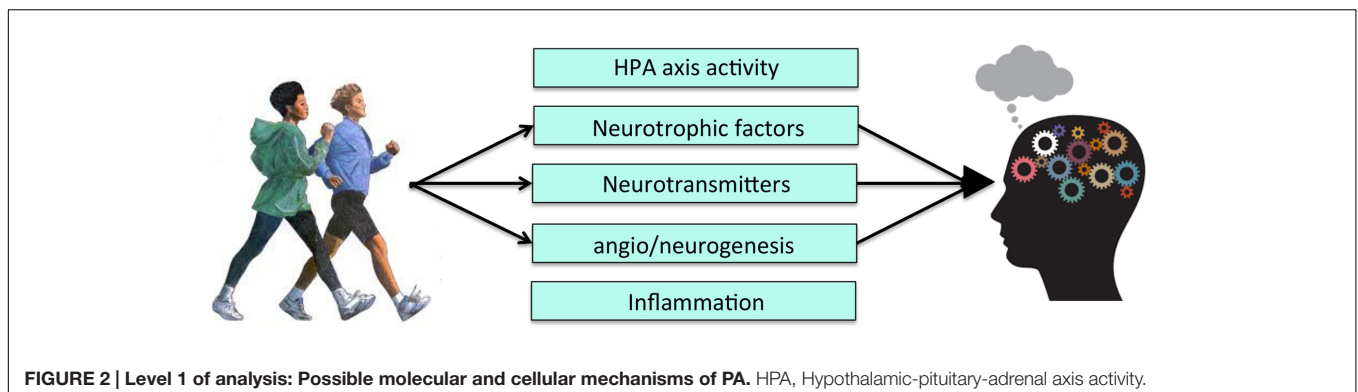 HPA axis activity
Neurotrophic factors
Neurotransmitters
angio/neurogenesis
Inflammation
FIGURE 2 | Level 1 of analysis: Possible molecular and cellular mechanisms of PA. HPA, Hypothalamic-pituitary-adrenal axis activity.